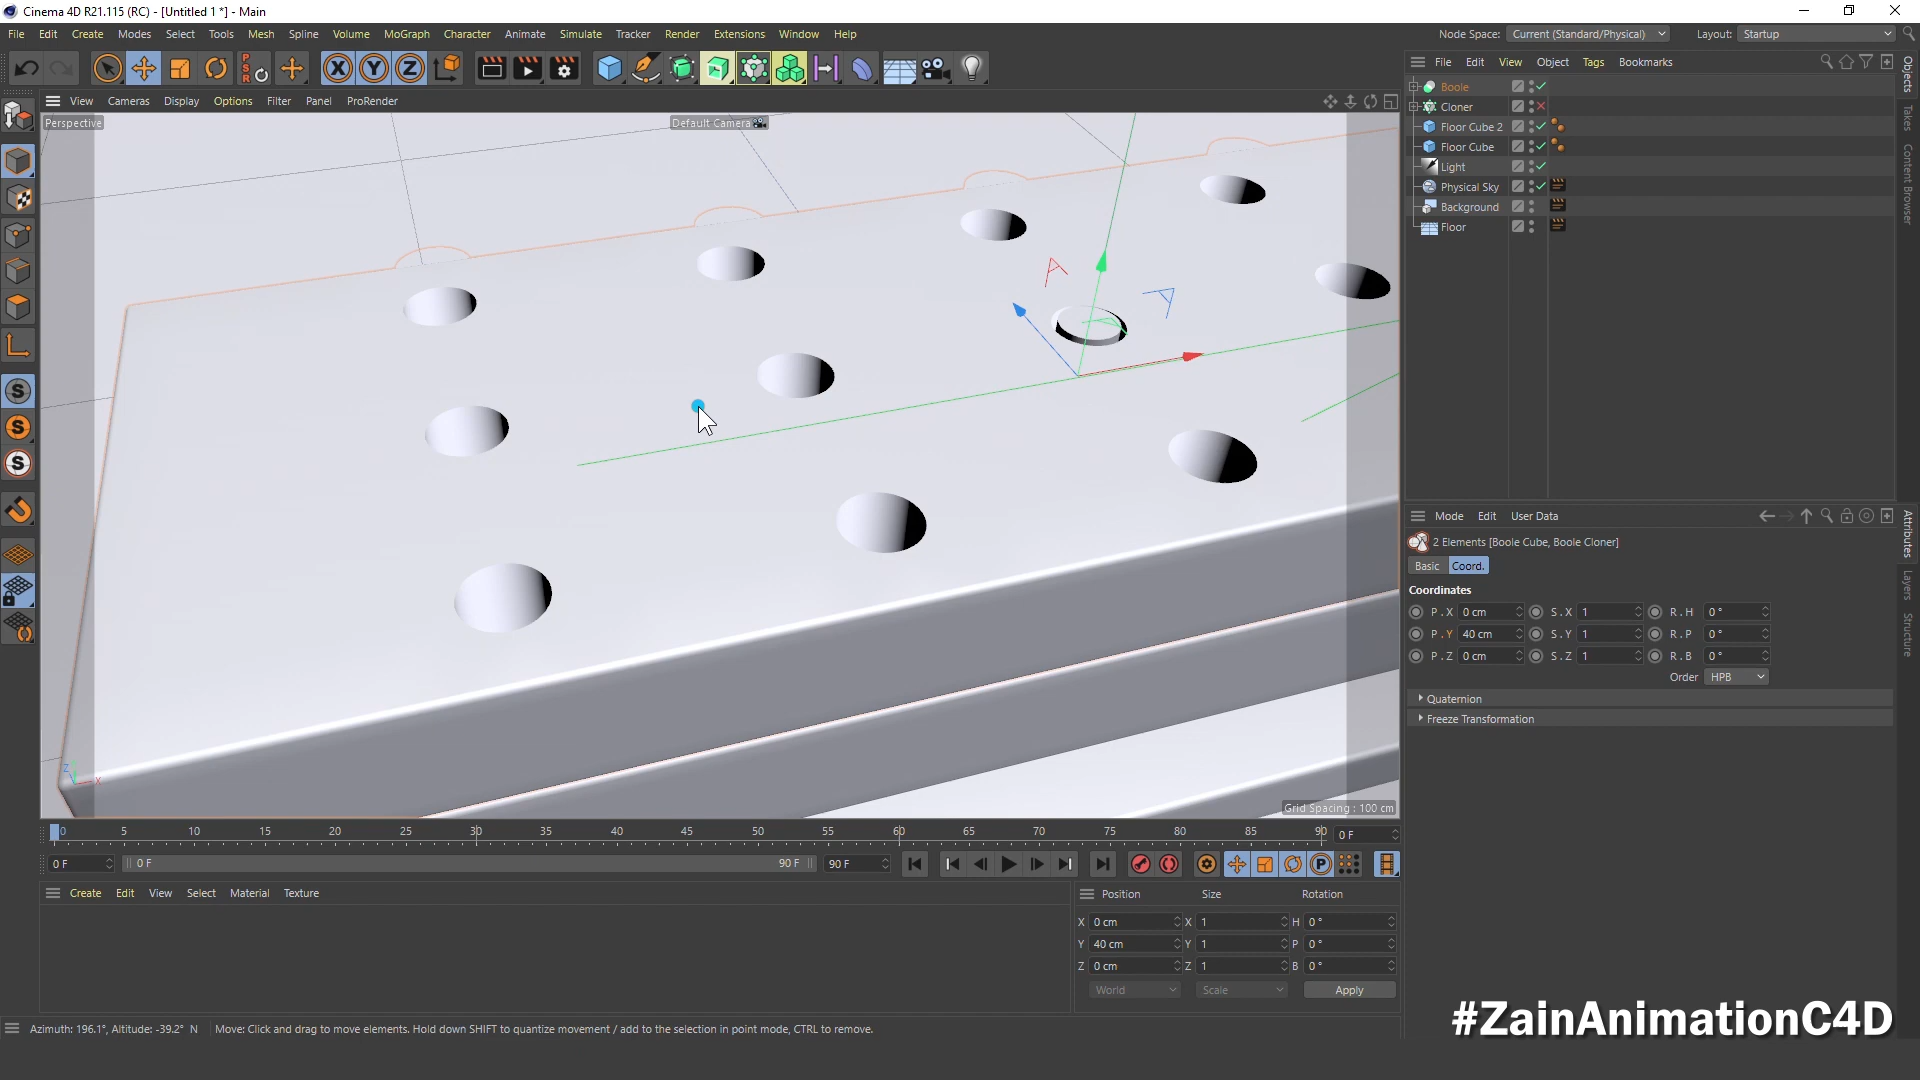 Cinema 4D R21.115 (RC) - [Untitled 1 *] - Main
File Edit Create Modes Select Tools Mesh Spline Volume MoGraph Character Animate Simulate Tracker Render Extensions Window Help
Node Space: Current (Standard/Physical) Layout: Startup
View Cameras Display Options Filter Panel ProRender
Perspective
Default Camera
Grid Spacing : 100 cm
File Edit View Object Tags Bookmarks
Boole
Cloner
Floor Cube 2
Floor Cube
Light
Physical Sky
Background
Floor
Objects
Takes
Content Browser
Mode Edit User Data
2 Elements [Boole Cube, Boole Cloner]
Basic Coord.
Coordinates
P . X 0 cm S . X 1 R . H 0 °
P . Y 40 cm S . Y 1 R . P 0 °
P . Z 0 cm S . Z 1 R . B 0 °
Order HPB
Quaternion
Freeze Transformation
Attributes
Layers
Structure
0 5 10 15 20 25 30 35 40 45 50 55 60 65 70 75 80 85 90 0 F
0 F 0 F 90 F 90 F
Create Edit View Select Material Texture
Position Size Rotation
X 0 cm X 1 H 0 °
Y 40 cm Y 1 P 0 °
Z 0 cm Z 1 B 0 °
World Scale Apply
Azimuth: 196.1°, Altitude: -39.2° N Move: Click and drag to move elements. Hold down SHIFT to quantize movement / add to the selection in point mode, CTRL to remove.
#ZainAnimationC4D